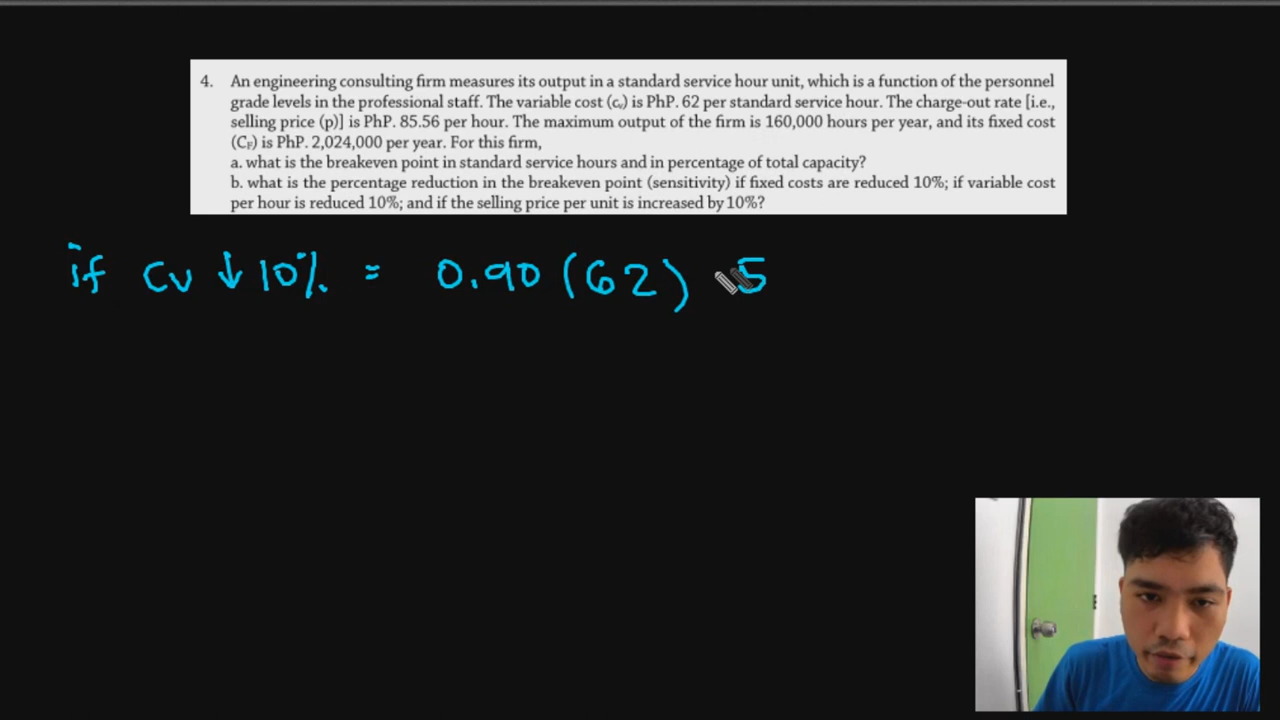 4. An engineering consulting firm measures its output in a standard service hour unit, which is a function of the personnel
grade levels in the professional staff. The variable cost (cᵥ) is PhP. 62 per standard service hour. The charge-out rate [i.e.,
selling price (p)] is PhP. 85.56 per hour. The maximum output of the firm is 160,000 hours per year, and its fixed cost
(C_F) is PhP. 2,024,000 per year. For this firm,
a. what is the breakeven point in standard service hours and in percentage of total capacity?
b. what is the percentage reduction in the breakeven point (sensitivity) if fixed costs are reduced 10%; if variable cost
per hour is reduced 10%; and if the selling price per unit is increased by 10%?
if Cv ↓ 10% = 0.90 (62) 5